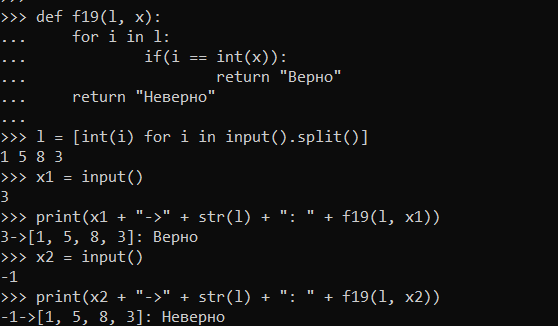 >>> def f19(l, x):
...     for i in l:
...             if(i == int(x)):
...                     return "Верно"
...     return "Неверно"
...
>>> l = [int(i) for i in input().split()]
1 5 8 3
>>> x1 = input()
3
>>> print(x1 + "->" + str(l) + ": " + f19(l, x1))
3->[1, 5, 8, 3]: Верно
>>> x2 = input()
-1
>>> print(x2 + "->" + str(l) + ": " + f19(l, x2))
-1->[1, 5, 8, 3]: Неверно